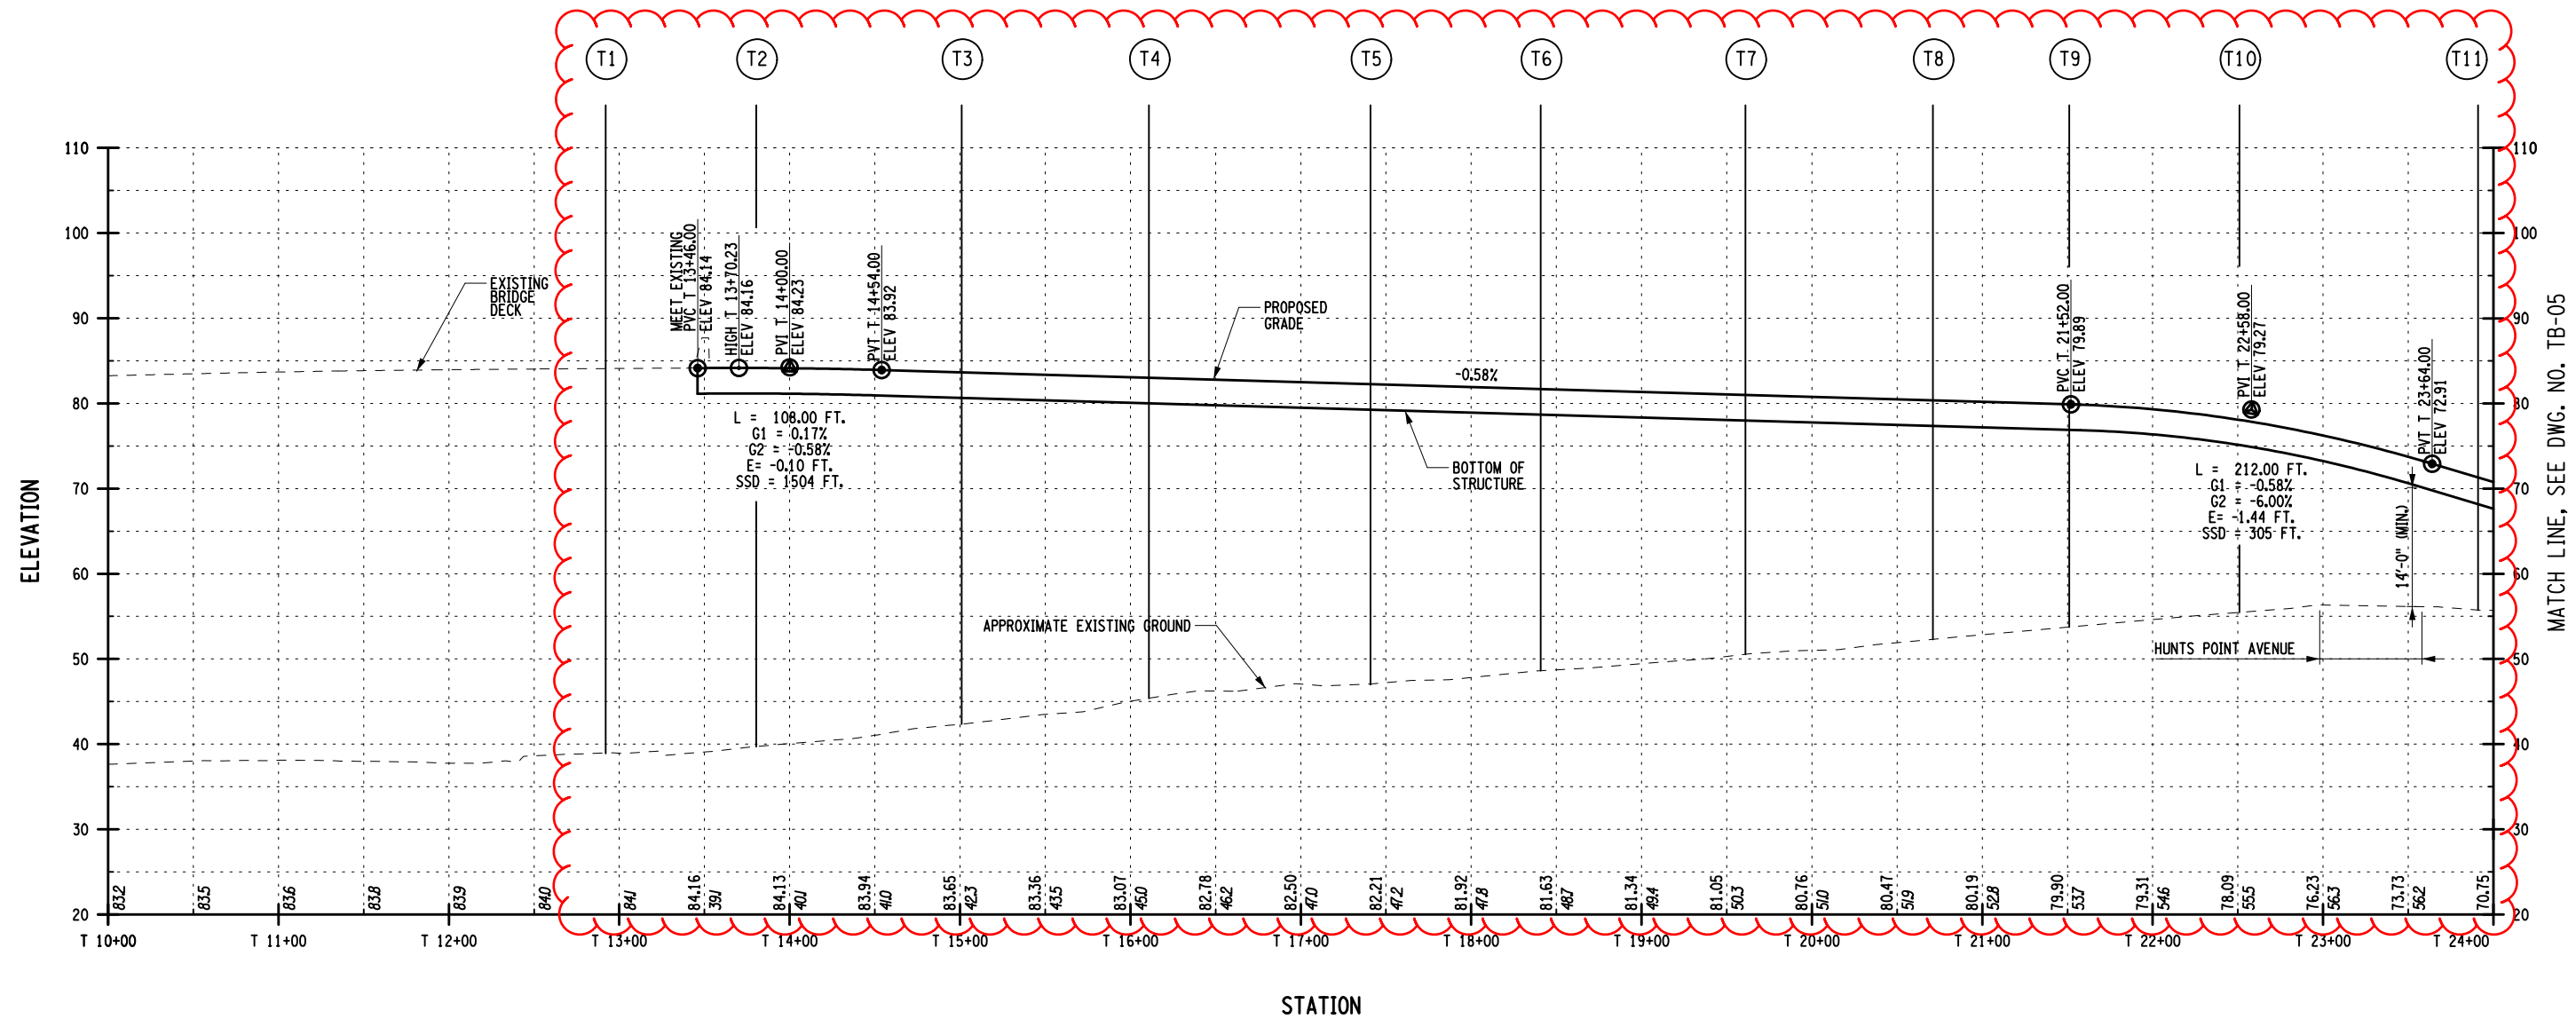 T1
T2
T3
T4
T5
T6
T7
T8
T9
T10
T11
110
100
90
80
70
60
50
40
30
20
ELEVATION
EXISTING
BRIDGE
DECK
MEET EXISTING
PVC T 13+46.00
ELEV 84.14
HIGH T 13+70.23
ELEV 84.16
PVI T 14+00.00
ELEV 84.23
PVT T 14+54.00
ELEV 83.92
L = 108.00 FT.
G1 = 0.17%
G2 = -0.58%
E= -0.10 FT.
SSD = 1504 FT.
PROPOSED
GRADE
-0.58%
BOTTOM OF
STRUCTURE
APPROXIMATE EXISTING GROUND
PVC T 21+52.00
ELEV 79.89
PVI T 22+58.00
ELEV 79.27
PVT T 23+64.00
ELEV 72.91
L = 212.00 FT.
G1 = -0.58%
G2 = -6.00%
E= -1.44 FT.
SSD = 305 FT.
14'-0" (MIN.)
HUNTS POINT AVENUE
110
100
90
80
70
60
50
40
30
20
MATCH LINE, SEE DWG. NO. TB-05
83.2
83.5
83.6
83.8
83.9
84.0
84.1
84.16
39.1
84.13
40.1
83.94
41.0
83.65
42.3
83.36
43.5
83.07
45.0
82.78
46.2
82.50
47.0
82.21
47.2
81.92
47.8
81.63
48.7
81.34
49.4
81.05
50.3
80.76
51.0
80.47
51.9
80.19
52.8
79.90
53.7
79.31
54.6
78.09
55.5
76.23
56.3
73.73
56.2
70.75
T 10+00
T 11+00
T 12+00
T 13+00
T 14+00
T 15+00
T 16+00
T 17+00
T 18+00
T 19+00
T 20+00
T 21+00
T 22+00
T 23+00
T 24+00
STATION